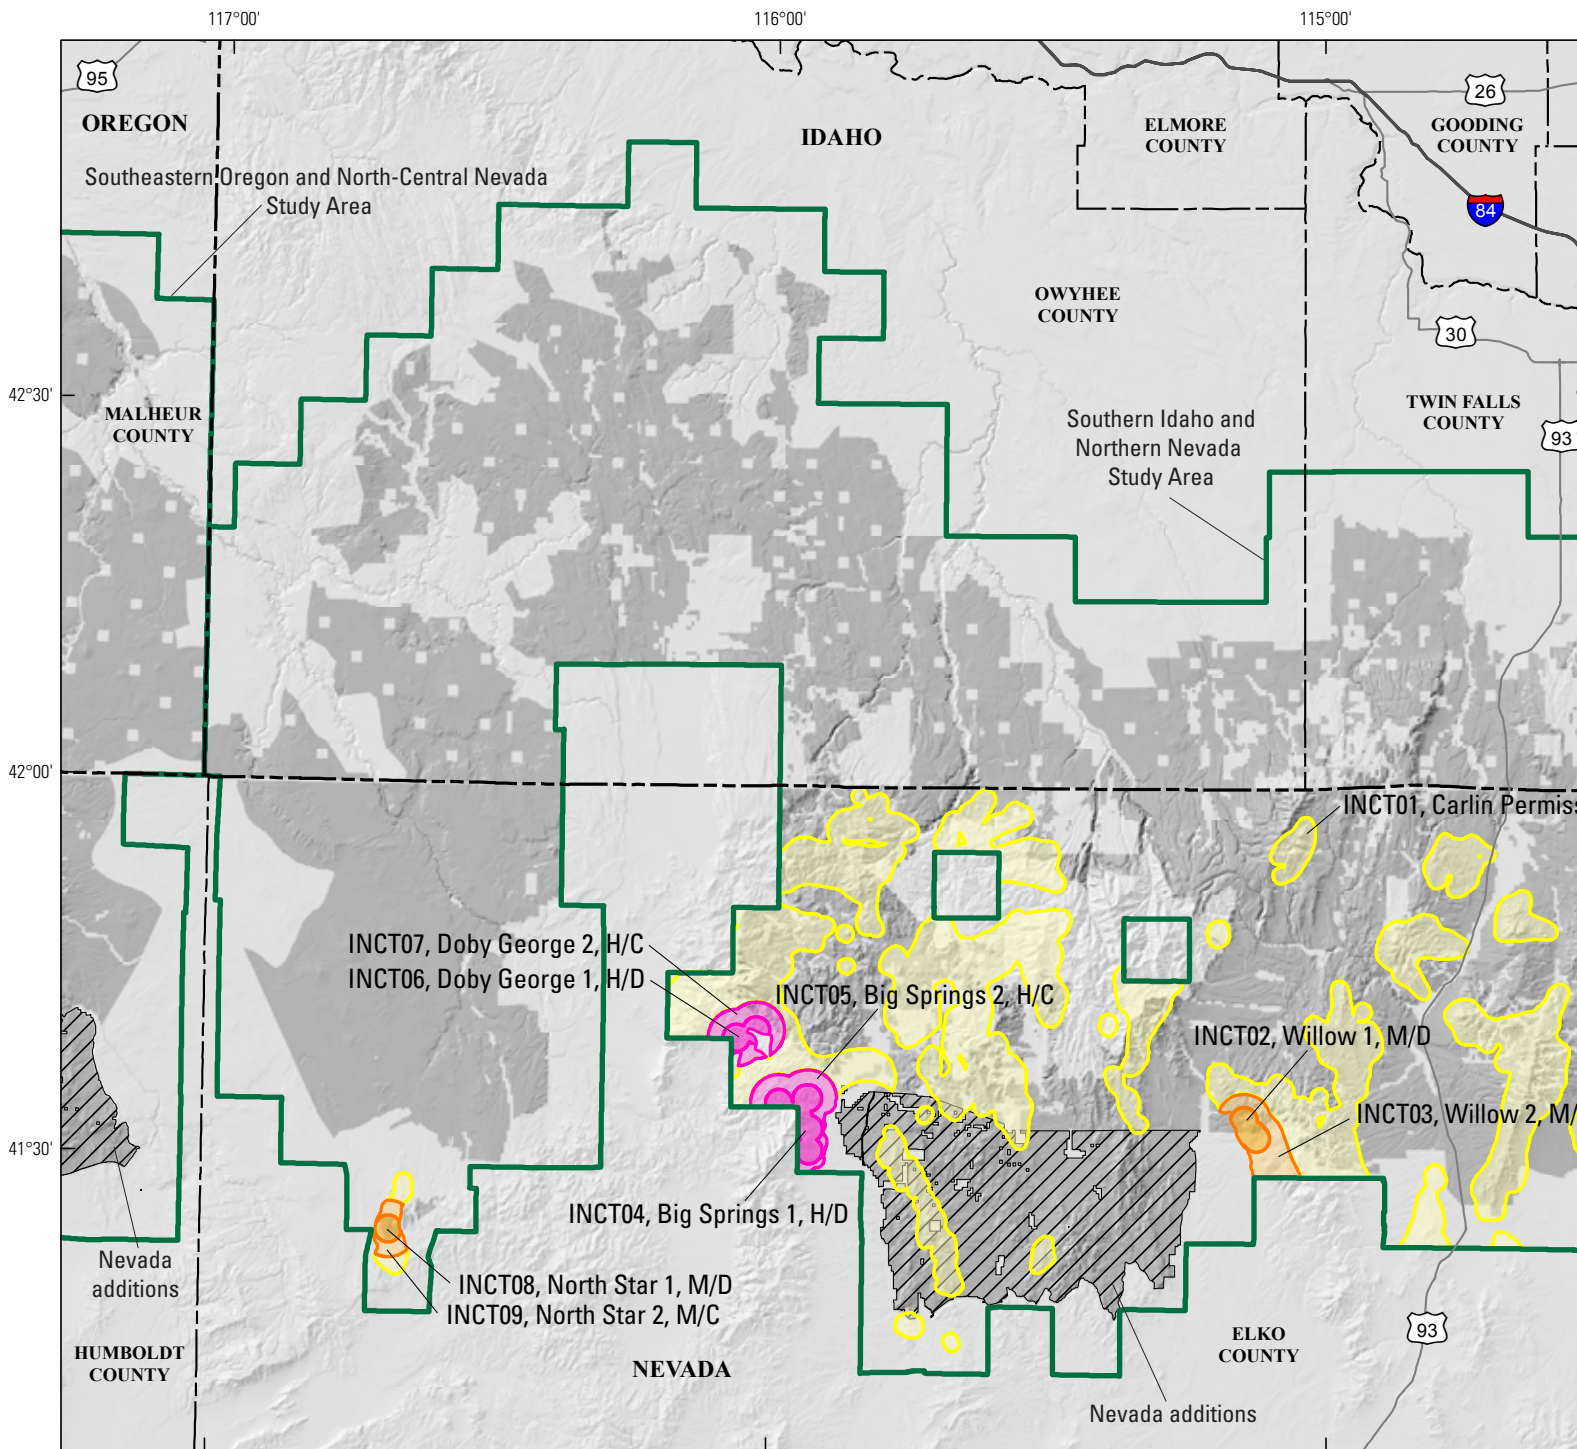 117°00'
116°00'
115°00'
95
26
OREGON
IDAHO
ELMORE
COUNTY
GOODING
COUNTY
Southeastern Oregon and North-Central Nevada
Study Area
84
OWYHEE
COUNTY
30
42°30'
MALHEUR
COUNTY
TWIN FALLS
COUNTY
Southern Idaho and
Northern Nevada
Study Area
93
42°00'
INCT01, Carlin Permiss
INCT07, Doby George 2, H/C
INCT06, Doby George 1, H/D
INCT05, Big Springs 2, H/C
INCT02, Willow 1, M/D
INCT03, Willow 2, M/
41°30'
INCT04, Big Springs 1, H/D
Nevada
additions
INCT08, North Star 1, M/D
INCT09, North Star 2, M/C
HUMBOLDT
COUNTY
NEVADA
ELKO
COUNTY
93
Nevada additions